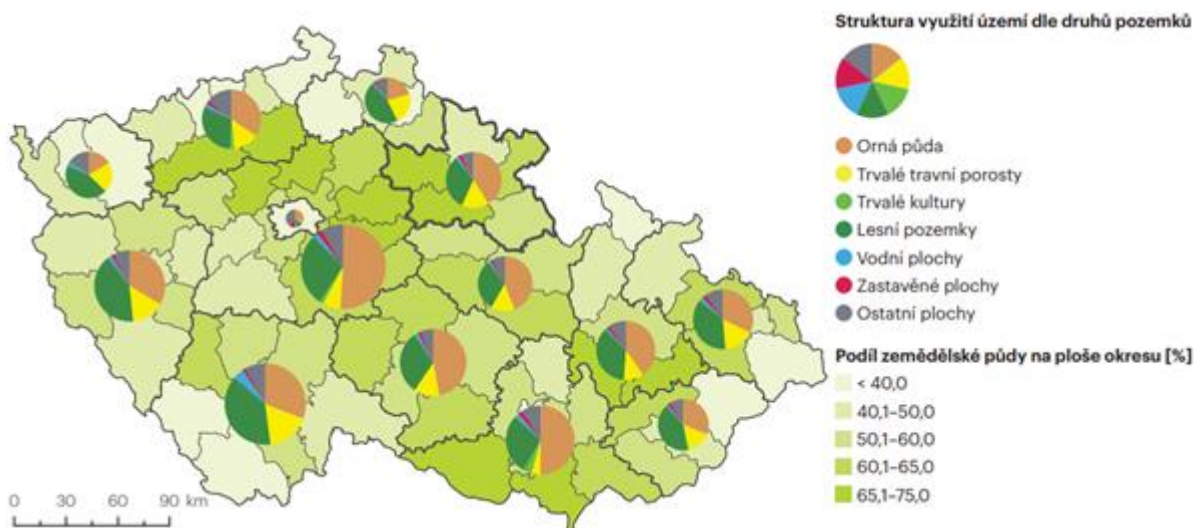 Struktura využití území dle druhů pozemků
Orná půda
Trvalé travní porosty
Trvalé kultury
Lesní pozemky
Vodní plochy
Zastavěné plochy
Ostatní plochy
Podíl zemědělské půdy na ploše okresu [%]
< 40,0
40,1–50,0
50,1–60,0
60,1–65,0
65,1–75,0
0 30 60 90 km